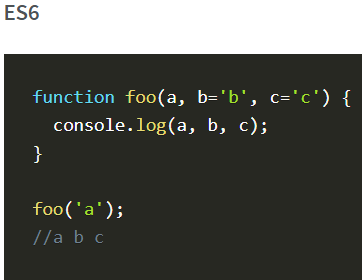 ES6
function foo(a, b='b', c='c') {
  console.log(a, b, c);
}
foo('a');
//a b c